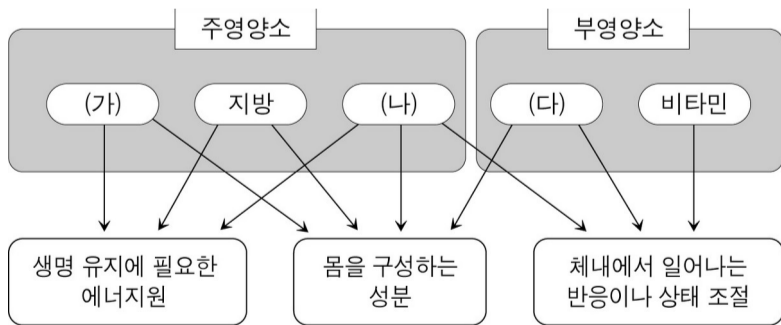 주영양소
부영양소
(가)
지방
(나)
(다)
비타민
생명 유지에 필요한
에너지원
몸을 구성하는
성분
체내에서 일어나는
반응이나 상태 조절